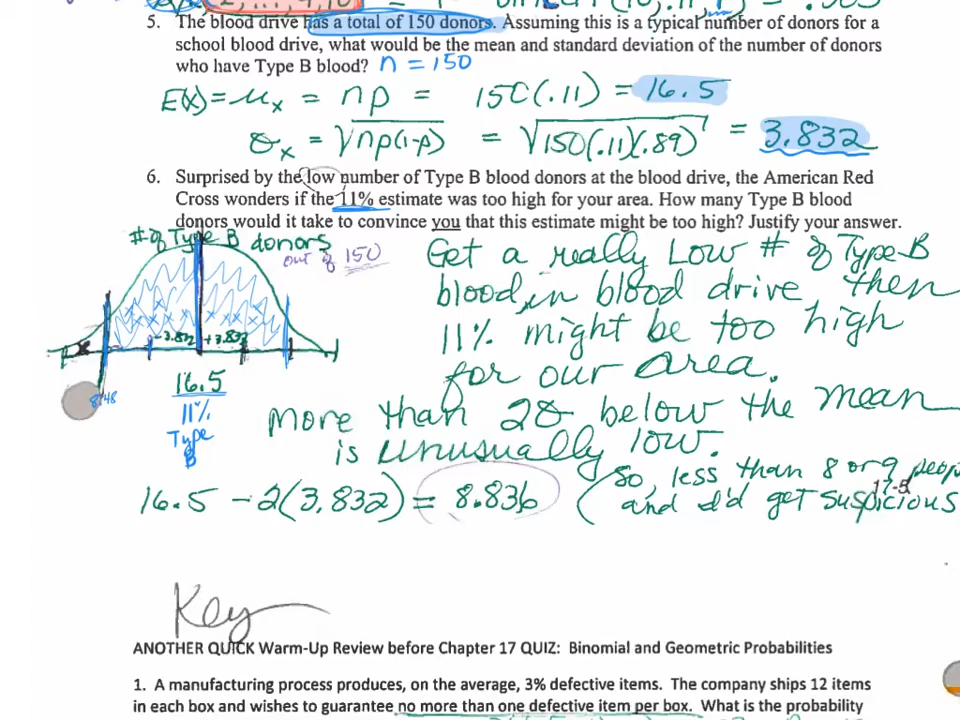 5. The blood drive has a total of 150 donors. Assuming this is a typical number of donors for a
school blood drive, what would be the mean and standard deviation of the number of donors
who have Type B blood? n = 150
E(x) = μx = np = 150(.11) = 16.5
σx = √np(1-p) = √150(.11)(.89) = 3.832
6. Surprised by the low number of Type B blood donors at the blood drive, the American Red
Cross wonders if the 11% estimate was too high for your area. How many Type B blood
donors would it take to convince you that this estimate might be too high? Justify your answer.
# of Type B donors
out of 150
Get a really Low # of Type-B
blood in blood drive, then
11% might be too high
for our area.
-3.832 +3.832
16.5
8.48
11%
Type
B
More than 2σ below the mean
is unusually low.
16.5 - 2(3.832) = 8.836
(So, less than 8 or 9 peop
17-5
and I'd get suspicious
Key
ANOTHER QUICK Warm-Up Review before Chapter 17 QUIZ: Binomial and Geometric Probabilities
1. A manufacturing process produces, on the average, 3% defective items. The company ships 12 items
in each box and wishes to guarantee no more than one defective item per box. What is the probability